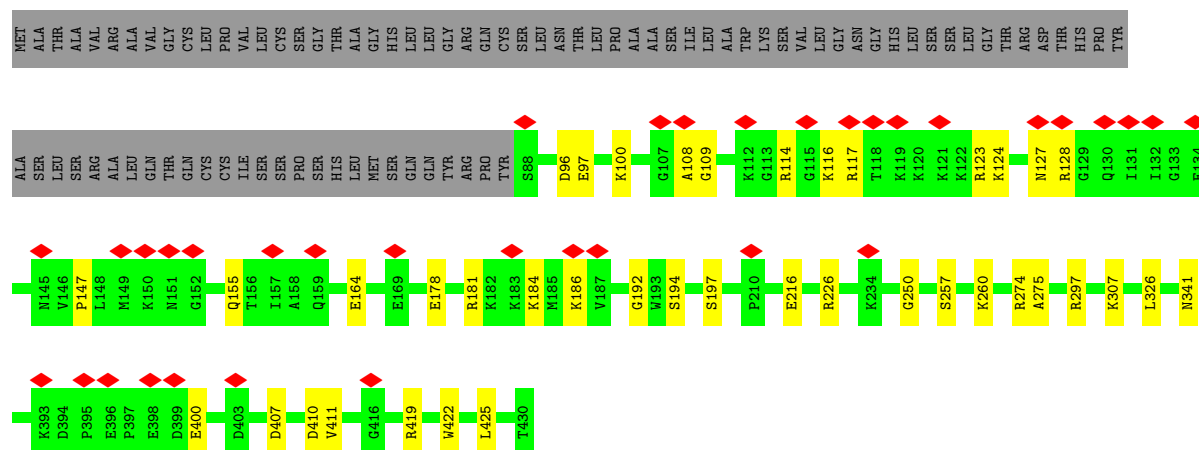 MET ALA THR ALA VAL ARG ALA VAL GLY CYS LEU PRO VAL LEU CYS SER GLY THR ALA GLY HIS LEU LEU GLY ARG GLN CYS SER LEU ASN THR LEU PRO ALA ALA SER ILE LEU ALA TRP LYS SER VAL LEU GLY ASN GLY HIS LEU SER SER LEU GLY THR ARG ASP THR HIS PRO TYR
ALA SER LEU SER ARG ALA LEU GLN THR GLN CYS CYS ILE SER SER PRO SER HIS LEU MET SER GLN GLN TYR ARG PRO TYR S88 D96 E97 K100 G107 A108 G109 K112 G113 R114 G115 K116 R117 T118 K119 K120 K121 K122 R123 K124 N127 R128 G129 Q130 I131 I132 G133
N145 V146 P147 L148 M149 K150 N151 G152 Q155 T156 I157 A158 Q159 E164 E169 E178 R181 K182 K183 K184 M185 K186 V187 G192 W193 S194 S197 P210 E216 R226 K234 G250 S257 K260 R274 A275 R297 K307 L326 N341
K393 D394 P395 E396 P397 E398 D399 E400 D403 D407 D410 V411 G416 R419 W422 L425 T430